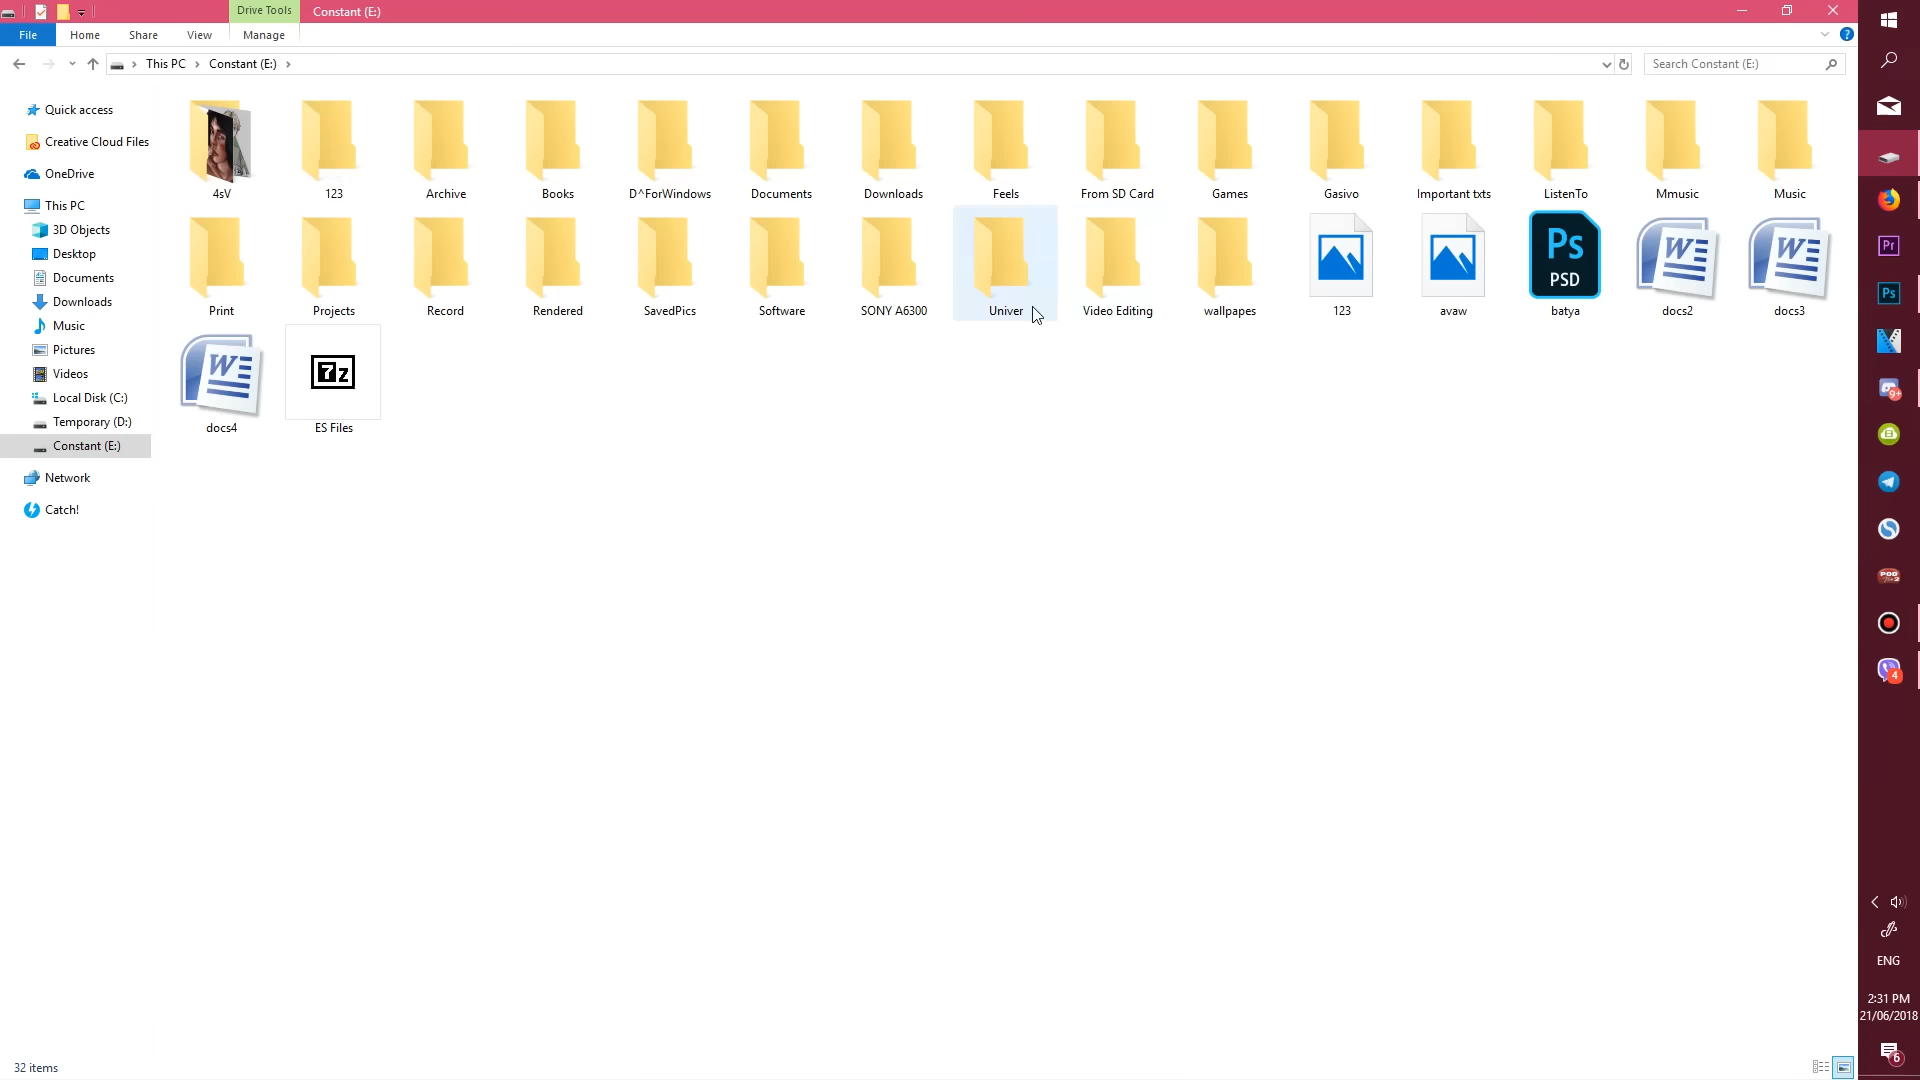 Drive Tools
Constant (E:)
File
Home
Share
View
Manage
This PC
Constant (E:)
Search Constant (E:)
Quick access
Creative Cloud Files
OneDrive
This PC
3D Objects
Desktop
Documents
Downloads
Music
Pictures
Videos
Local Disk (C:)
Temporary (D:)
Constant (E:)
Network
Catch!
4sV
123
Archive
Books
D^ForWindows
Documents
Downloads
Feels
From SD Card
Games
Gasivo
Important txts
ListenTo
Mmusic
Music
Ps
PSD
Print
Projects
Record
Rendered
SavedPics
Software
SONY A6300
Univer
Video Editing
wallpapes
123
avaw
batya
docs2
docs3
7z
docs4
ES Files
Pr
Ps
9+
4
ENG
2:31 PM
21/06/2018
6
32 items